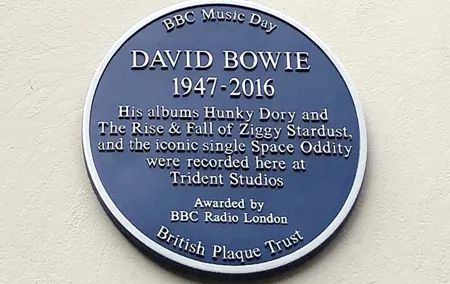 BBC Music Day
DAVID BOWIE
1947-2016
His albums Hunky Dory and
The Rise & Fall of Ziggy Stardust,
and the iconic single Space Oddity
were recorded here at
Trident Studios
Awarded by
BBC Radio London
British Plaque Trust